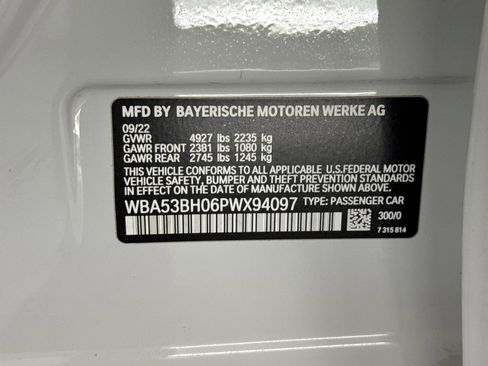 MFD BY BAYERISCHE MOTOREN WERKE AG
09/22
GVWR 4927 lbs 2235 kg
GAWR FRONT 2381 lbs 1080 kg
GAWR REAR 2745 lbs 1245 kg
THIS VEHICLE CONFORMS TO ALL APPLICABLE U.S.FEDERAL MOTOR
VEHICLE SAFETY, BUMPER AND THEFT PREVENTION STANDARDS
IN EFFECT ON THE DATE OF MANUFACTURE SHOWN ABOVE.
WBA53BH06PWX94097 TYPE: PASSENGER CAR
300/0
7 315 814